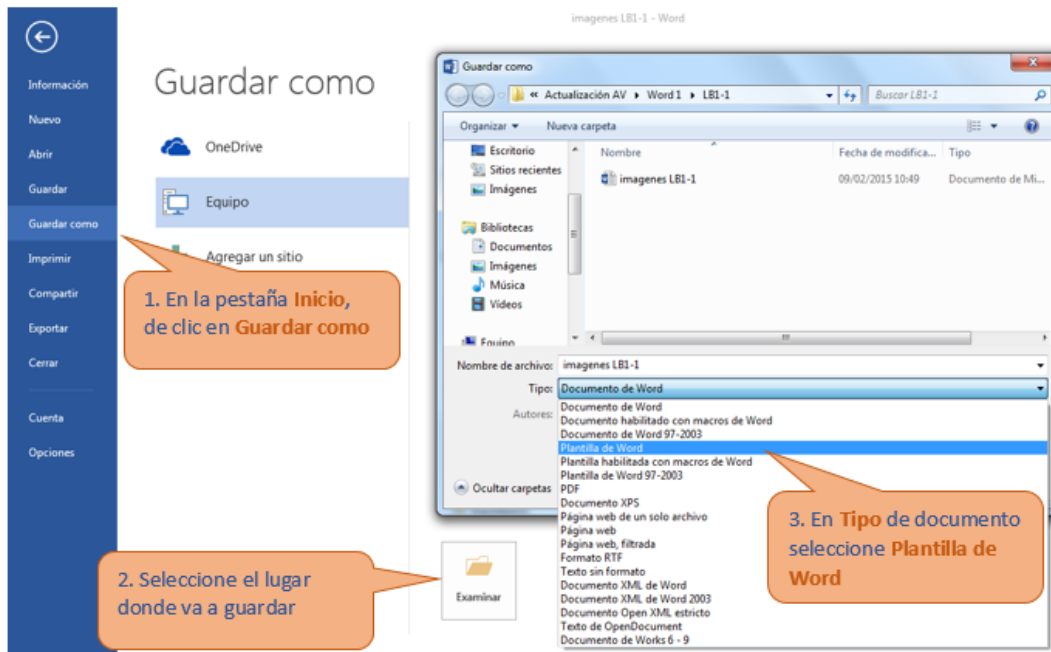 imagenes LB1-1 - Word
Información
Nuevo
Abrir
Guardar
Guardar como
Imprimir
Compartir
Exportar
Cerrar
Cuenta
Opciones
Guardar como
OneDrive
Equipo
Agregar un sitio
1. En la pestaña Inicio,
de clic en Guardar como
2. Seleccione el lugar
donde va a guardar
Examinar
Guardar como
« Actualización AV Word 1 LB1-1
Buscar LB1-1
Organizar Nueva carpeta
Escritorio
Sitios recientes
Imágenes
Bibliotecas
Documentos
Imágenes
Música
Vídeos
Equipo
Nombre Fecha de modifica... Tipo
imagenes LB1-1 09/02/2015 10:49 Documento de Mi...
Nombre de archivo: imagenes LB1-1
Tipo: Documento de Word
Autores:
Documento de Word
Documento habilitado con macros de Word
Documento de Word 97-2003
Plantilla de Word
Plantilla habilitada con macros de Word
Plantilla de Word 97-2003
PDF
Documento XPS
Página web de un solo archivo
Página web
Página web, filtrada
Formato RTF
Texto sin formato
Documento XML de Word
Documento XML de Word 2003
Documento Open XML estricto
Texto de OpenDocument
Documento de Works 6 - 9
Ocultar carpetas
3. En Tipo de documento
seleccione Plantilla de
Word